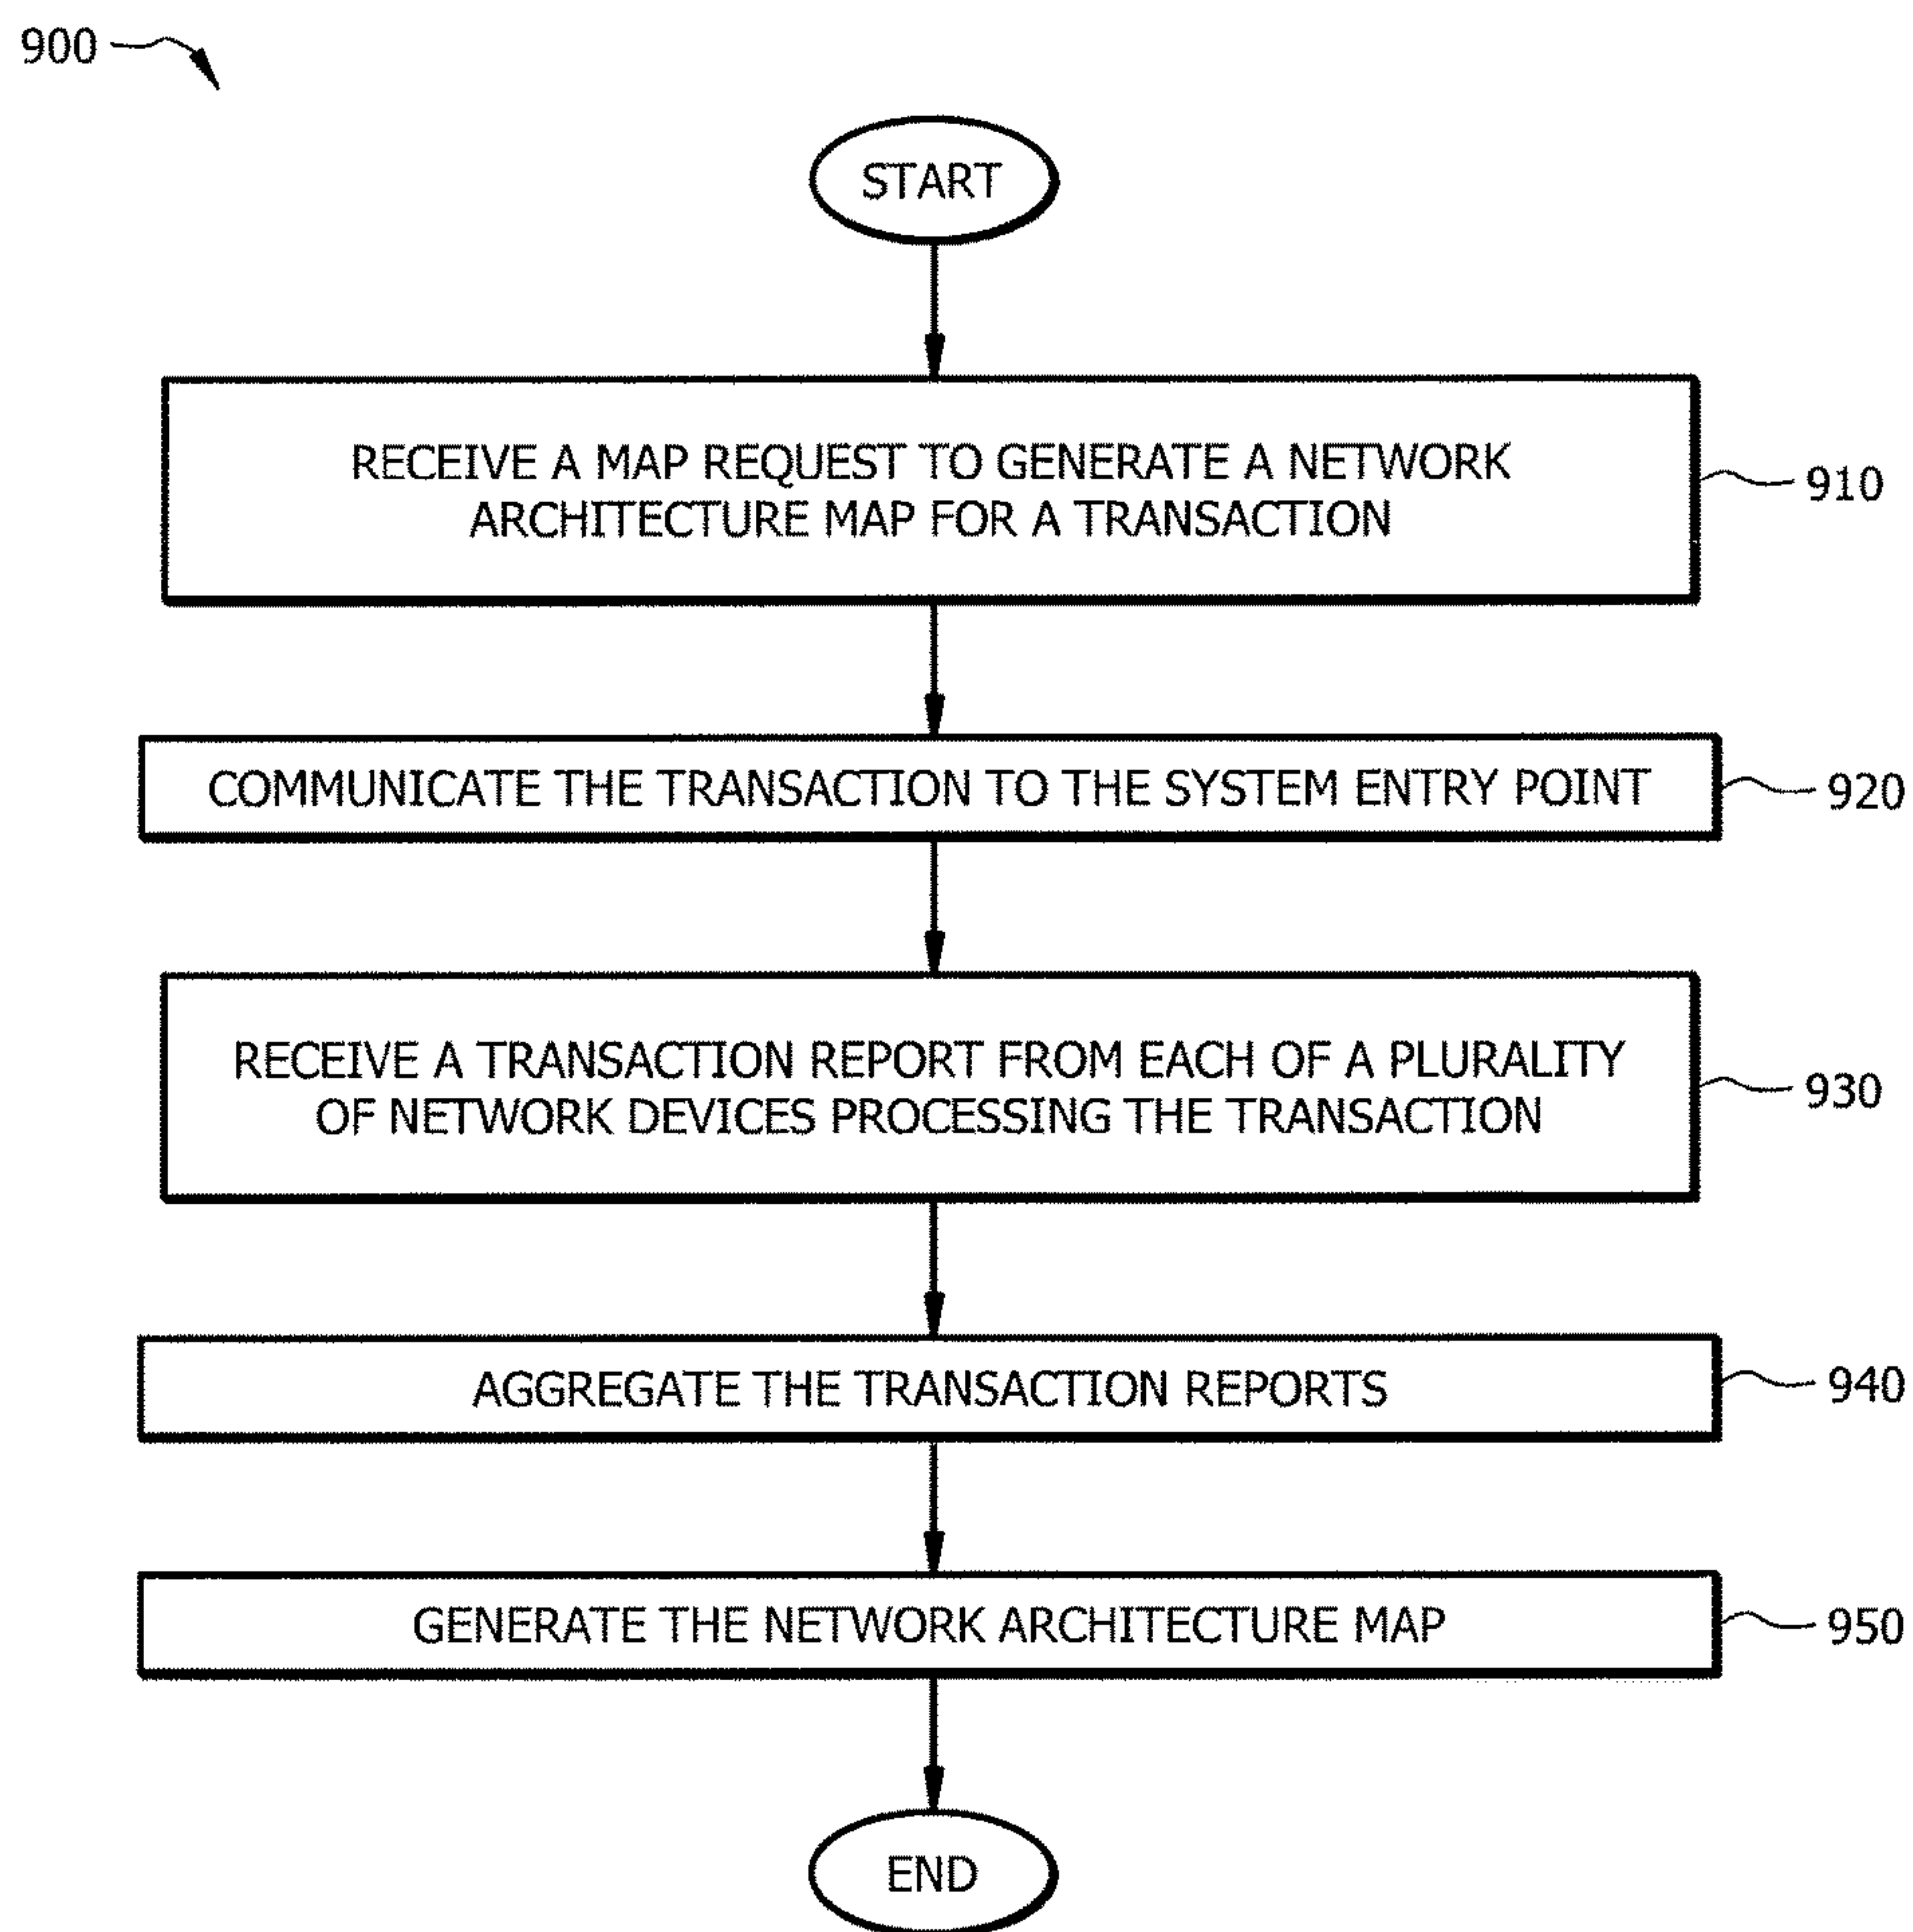 900
START
RECEIVE A MAP REQUEST TO GENERATE A NETWORK
ARCHITECTURE MAP FOR A TRANSACTION
910
COMMUNICATE THE TRANSACTION TO THE SYSTEM ENTRY POINT
920
RECEIVE A TRANSACTION REPORT FROM EACH OF A PLURALITY
OF NETWORK DEVICES PROCESSING THE TRANSACTION
930
AGGREGATE THE TRANSACTION REPORTS
940
GENERATE THE NETWORK ARCHITECTURE MAP
950
END